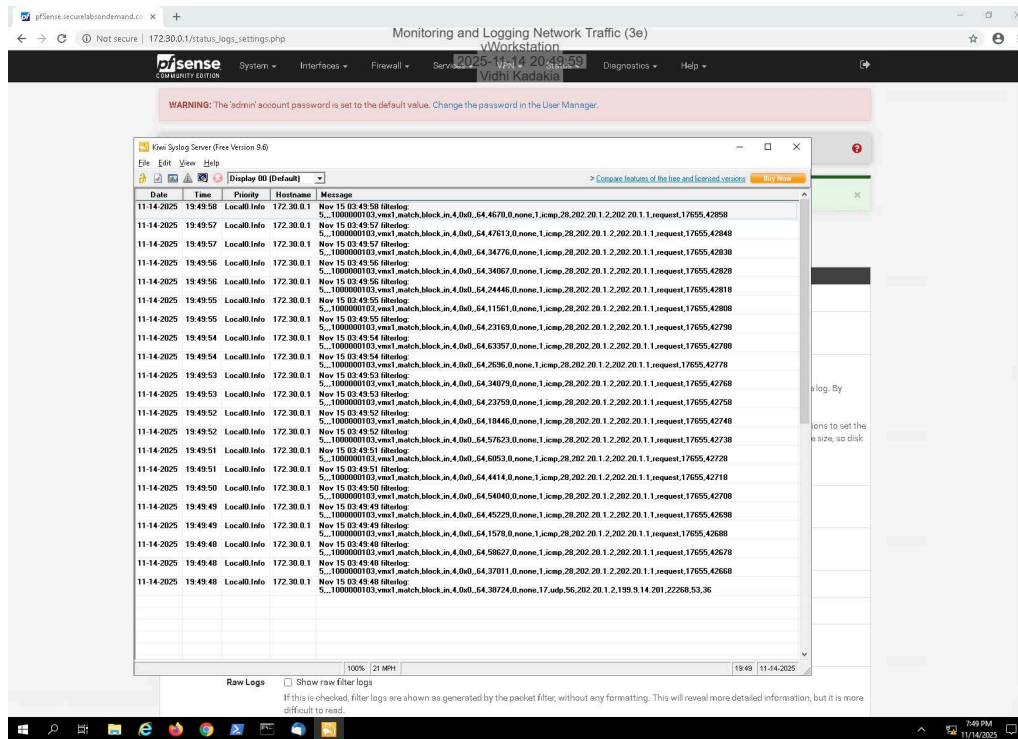 pfSense.securelabsondemand.co
Not secure | 172.30.0.1/status_logs_settings.php
Monitoring and Logging Network Traffic (3e)
vWorkstation
2025-11-14 20:49:59
Vidhi Kadakia
pfsense
COMMUNITY EDITION
System Interfaces Firewall Services VPN Status Diagnostics Help
WARNING: The 'admin' account password is set to the default value. Change the password in the User Manager.
Kiwi Syslog Server (Free Version 9.6)
File Edit View Help
Display 00 (Default)
> Compare features of the free and licensed versions Buy Now
Date Time Priority Hostname Message
11-14-2025 19:49:58 Local0.Info 172.30.0.1 Nov 15 03:49:58 filterlog:
5,,,1000000103,vmx1,match,block,in,4,0x0,,64,4670,0,none,1,icmp,28,202.20.1.2,202.20.1.1,request,17655,42858
11-14-2025 19:49:57 Local0.Info 172.30.0.1 Nov 15 03:49:57 filterlog:
5,,,1000000103,vmx1,match,block,in,4,0x0,,64,47613,0,none,1,icmp,28,202.20.1.2,202.20.1.1,request,17655,42848
11-14-2025 19:49:57 Local0.Info 172.30.0.1 Nov 15 03:49:57 filterlog:
5,,,1000000103,vmx1,match,block,in,4,0x0,,64,34776,0,none,1,icmp,28,202.20.1.2,202.20.1.1,request,17655,42838
11-14-2025 19:49:56 Local0.Info 172.30.0.1 Nov 15 03:49:56 filterlog:
5,,,1000000103,vmx1,match,block,in,4,0x0,,64,34067,0,none,1,icmp,28,202.20.1.2,202.20.1.1,request,17655,42828
11-14-2025 19:49:56 Local0.Info 172.30.0.1 Nov 15 03:49:56 filterlog:
5,,,1000000103,vmx1,match,block,in,4,0x0,,64,24446,0,none,1,icmp,28,202.20.1.2,202.20.1.1,request,17655,42818
11-14-2025 19:49:55 Local0.Info 172.30.0.1 Nov 15 03:49:55 filterlog:
5,,,1000000103,vmx1,match,block,in,4,0x0,,64,11561,0,none,1,icmp,28,202.20.1.2,202.20.1.1,request,17655,42808
11-14-2025 19:49:55 Local0.Info 172.30.0.1 Nov 15 03:49:55 filterlog:
5,,,1000000103,vmx1,match,block,in,4,0x0,,64,23169,0,none,1,icmp,28,202.20.1.2,202.20.1.1,request,17655,42798
11-14-2025 19:49:54 Local0.Info 172.30.0.1 Nov 15 03:49:54 filterlog:
5,,,1000000103,vmx1,match,block,in,4,0x0,,64,63357,0,none,1,icmp,28,202.20.1.2,202.20.1.1,request,17655,42788
11-14-2025 19:49:54 Local0.Info 172.30.0.1 Nov 15 03:49:54 filterlog:
5,,,1000000103,vmx1,match,block,in,4,0x0,,64,2696,0,none,1,icmp,28,202.20.1.2,202.20.1.1,request,17655,42778
11-14-2025 19:49:53 Local0.Info 172.30.0.1 Nov 15 03:49:53 filterlog:
5,,,1000000103,vmx1,match,block,in,4,0x0,,64,34079,0,none,1,icmp,28,202.20.1.2,202.20.1.1,request,17655,42768
11-14-2025 19:49:53 Local0.Info 172.30.0.1 Nov 15 03:49:53 filterlog:
5,,,1000000103,vmx1,match,block,in,4,0x0,,64,23759,0,none,1,icmp,28,202.20.1.2,202.20.1.1,request,17655,42758
11-14-2025 19:49:52 Local0.Info 172.30.0.1 Nov 15 03:49:52 filterlog:
5,,,1000000103,vmx1,match,block,in,4,0x0,,64,18446,0,none,1,icmp,28,202.20.1.2,202.20.1.1,request,17655,42748
11-14-2025 19:49:52 Local0.Info 172.30.0.1 Nov 15 03:49:52 filterlog:
5,,,1000000103,vmx1,match,block,in,4,0x0,,64,57623,0,none,1,icmp,28,202.20.1.2,202.20.1.1,request,17655,42738
11-14-2025 19:49:51 Local0.Info 172.30.0.1 Nov 15 03:49:51 filterlog:
5,,,1000000103,vmx1,match,block,in,4,0x0,,64,6053,0,none,1,icmp,28,202.20.1.2,202.20.1.1,request,17655,42728
11-14-2025 19:49:51 Local0.Info 172.30.0.1 Nov 15 03:49:51 filterlog:
5,,,1000000103,vmx1,match,block,in,4,0x0,,64,4414,0,none,1,icmp,28,202.20.1.2,202.20.1.1,request,17655,42718
11-14-2025 19:49:50 Local0.Info 172.30.0.1 Nov 15 03:49:50 filterlog:
5,,,1000000103,vmx1,match,block,in,4,0x0,,64,54040,0,none,1,icmp,28,202.20.1.2,202.20.1.1,request,17655,42708
11-14-2025 19:49:49 Local0.Info 172.30.0.1 Nov 15 03:49:49 filterlog:
5,,,1000000103,vmx1,match,block,in,4,0x0,,64,45229,0,none,1,icmp,28,202.20.1.2,202.20.1.1,request,17655,42698
11-14-2025 19:49:49 Local0.Info 172.30.0.1 Nov 15 03:49:49 filterlog:
5,,,1000000103,vmx1,match,block,in,4,0x0,,64,1578,0,none,1,icmp,28,202.20.1.2,202.20.1.1,request,17655,42688
11-14-2025 19:49:48 Local0.Info 172.30.0.1 Nov 15 03:49:48 filterlog:
5,,,1000000103,vmx1,match,block,in,4,0x0,,64,58627,0,none,1,icmp,28,202.20.1.2,202.20.1.1,request,17655,42678
11-14-2025 19:49:48 Local0.Info 172.30.0.1 Nov 15 03:49:48 filterlog:
5,,,1000000103,vmx1,match,block,in,4,0x0,,64,37011,0,none,1,icmp,28,202.20.1.2,202.20.1.1,request,17655,42668
11-14-2025 19:49:48 Local0.Info 172.30.0.1 Nov 15 03:49:48 filterlog:
5,,,1000000103,vmx1,match,block,in,4,0x0,,64,38724,0,none,17,udp,56,202.20.1.2,199.9.14.201,22268,53,36
log. By
ions to set the
e size, so disk
100% 21 MPH 19:49 11-14-2025
Raw Logs Show raw filter logs
If this is checked, filter logs are shown as generated by the packet filter, without any formatting. This will reveal more detailed information, but it is more
difficult to read.
7:49 PM
11/14/2025